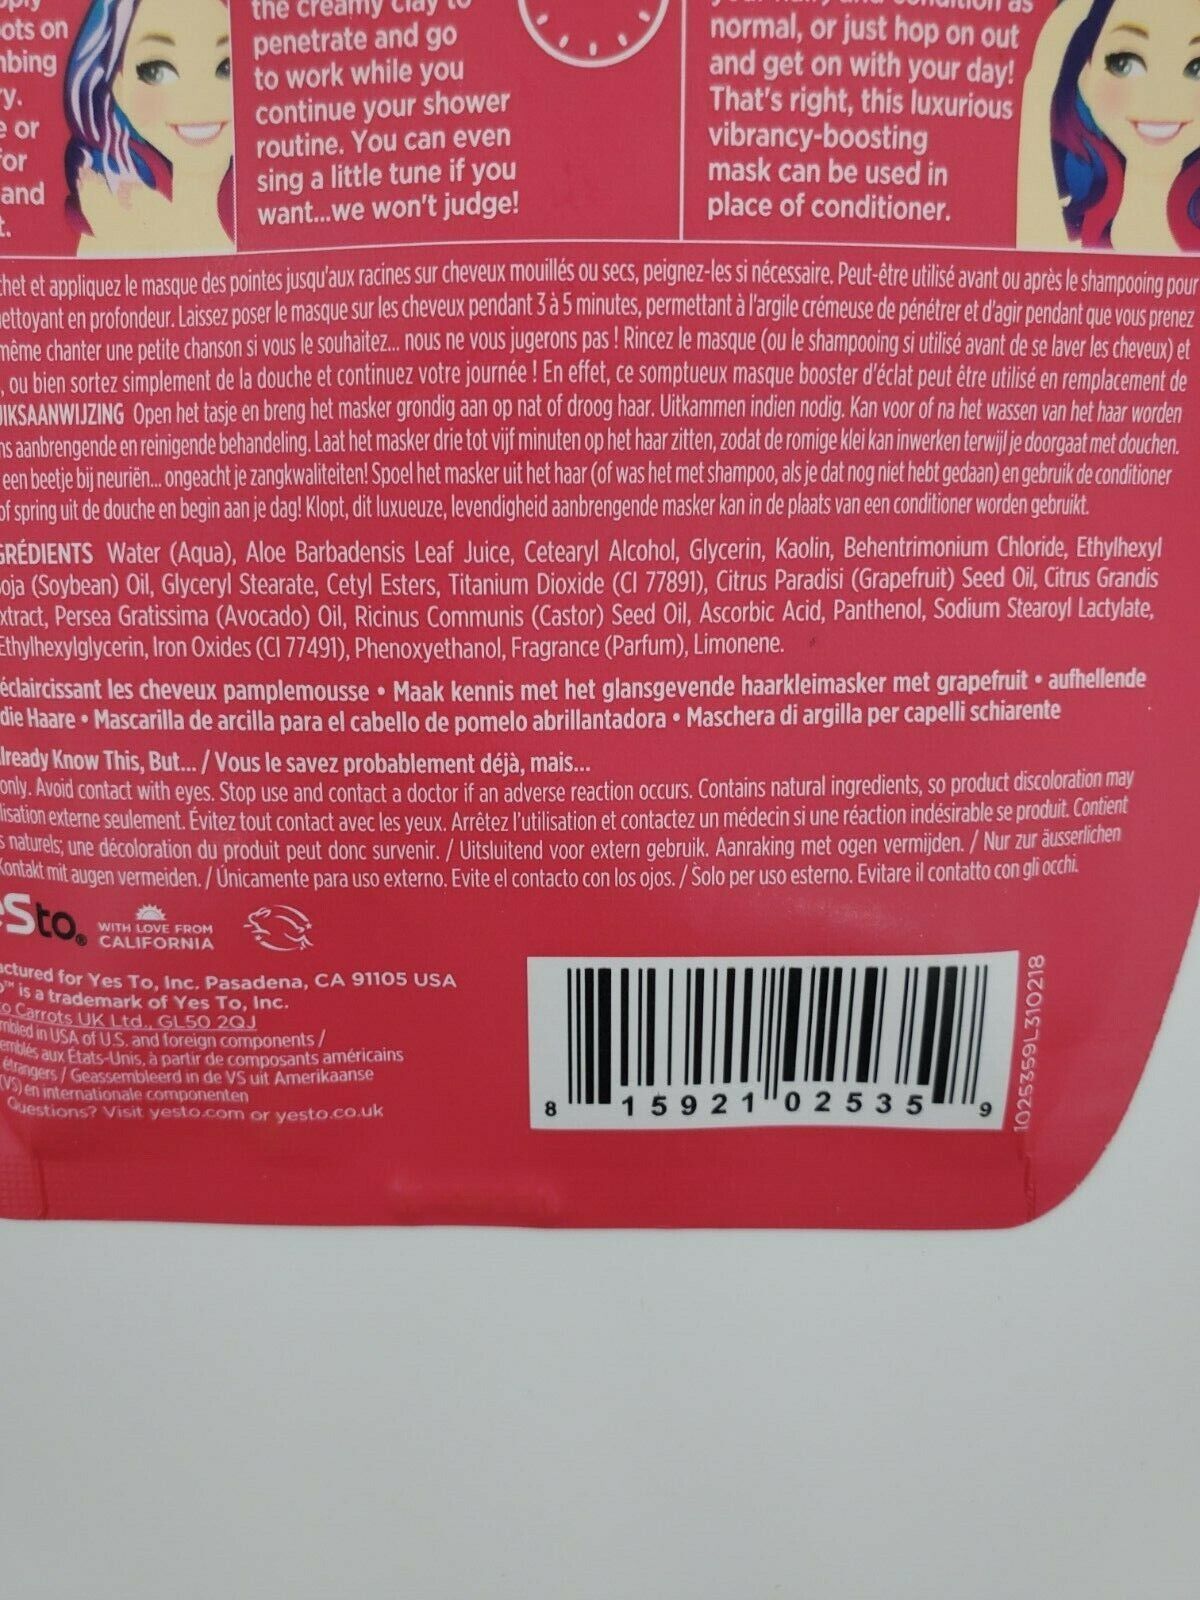 ots on
bing
y.
e or
for
and
t.
the creamy clay to
penetrate and go
to work while you
continue your shower
routine. You can even
sing a little tune if you
want...we won't judge!
normal, or just hop on out
and get on with your day!
That's right, this luxurious
vibrancy-boosting
mask can be used in
place of conditioner.
chet et appliquez le masque des pointes jusqu'aux racines sur cheveux mouillés ou secs, peignez-les si nécessaire. Peut-être utilisé avant ou après le shampooing pour
ettoyant en profondeur. Laissez poser le masque sur les cheveux pendant 3 à 5 minutes, permettant à l'argile crémeuse de pénétrer et d'agir pendant que vous prenez
même chanter une petite chanson si vous le souhaitez... nous ne vous jugerons pas ! Rincez le masque (ou le shampooing si utilisé avant de se laver les cheveux) et
, ou bien sortez simplement de la douche et continuez votre journée ! En effet, ce somptueux masque booster d'éclat peut être utilisé en remplacement de
IKSAANWIJZING Open het tasje en breng het masker grondig aan op nat of droog haar. Uitkammen indien nodig. Kan voor of na het wassen van het haar worden
ns aanbrengende en reinigende behandeling. Laat het masker drie tot vijf minuten op het haar zitten, zodat de romige klei kan inwerken terwijl je doorgaat met douchen.
een beetje bij neuriën... ongeacht je zangkwaliteiten! Spoel het masker uit het haar (of was het met shampoo, als je dat nog niet hebt gedaan) en gebruik de conditioner
of spring uit de douche en begin aan je dag! Klopt, dit luxueuze, levendigheid aanbrengende masker kan in de plaats van een conditioner worden gebruikt.
GRÉDIENTS Water (Aqua), Aloe Barbadensis Leaf Juice, Cetearyl Alcohol, Glycerin, Kaolin, Behentrimonium Chloride, Ethylhexyl
oja (Soybean) Oil, Glyceryl Stearate, Cetyl Esters, Titanium Dioxide (CI 77891), Citrus Paradisi (Grapefruit) Seed Oil, Citrus Grandis
xtract, Persea Gratissima (Avocado) Oil, Ricinus Communis (Castor) Seed Oil, Ascorbic Acid, Panthenol, Sodium Stearoyl Lactylate,
Ethylhexylglycerin, Iron Oxides (CI 77491), Phenoxyethanol, Fragrance (Parfum), Limonene.
éclaircissant les cheveux pamplemousse • Maak kennis met het glansgevende haarkleimasker met grapefruit • aufhellende
die Haare • Mascarilla de arcilla para el cabello de pomelo abrillantadora • Maschera di argilla per capelli schiarente
lready Know This, But... / Vous le savez probablement déjà, mais...
only. Avoid contact with eyes. Stop use and contact a doctor if an adverse reaction occurs. Contains natural ingredients, so product discoloration may
lisation externe seulement. Évitez tout contact avec les yeux. Arrêtez l'utilisation et contactez un médecin si une réaction indésirable se produit. Contient
s naturels; une décoloration du produit peut donc survenir. / Uitsluitend voor extern gebruik. Aanraking met ogen vermijden. / Nur zur äusserlichen
Kontakt mit augen vermeiden. / Únicamente para uso externo. Evite el contacto con los ojos. / Solo per uso esterno. Evitare il contatto con gli occhi.
esto®
WITH LOVE FROM
CALIFORNIA
actured for Yes To, Inc. Pasadena, CA 91105 USA
o™ is a trademark of Yes To, Inc.
o Carrots UK Ltd., GL50 2QJ
mbled in USA of U.S. and foreign components /
emblés aux États-Unis, à partir de composants américains
étrangers / Geassembleerd in de VS uit Amerikaanse
(VS) en internationale componenten
Questions? Visit yesto.com or yesto.co.uk
8 15921 02535 9
1025359L310218